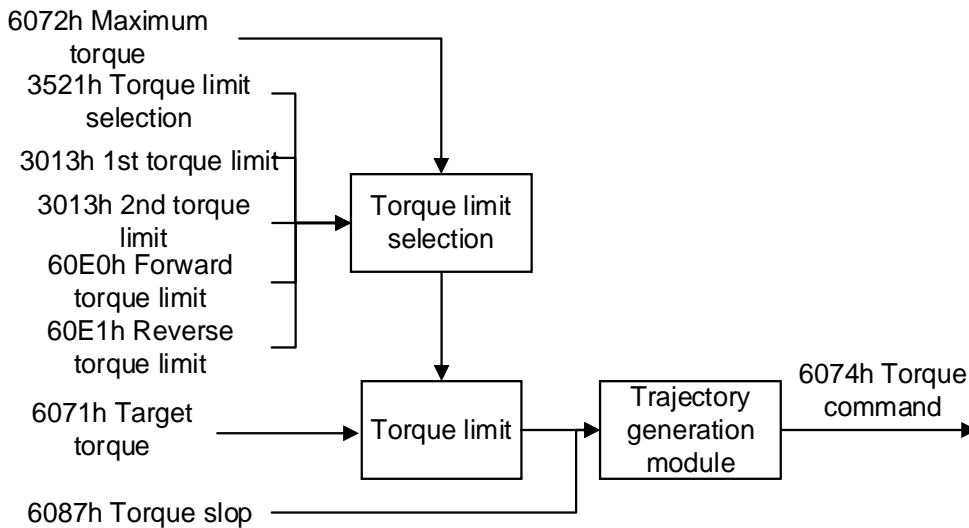 6072h Maximum
torque
3521h Torque limit
selection
3013h 1st torque limit
3013h 2nd torque
limit
60E0h Forward
torque limit
60E1h Reverse
torque limit
Torque limit
selection
6071h Target
torque
Torque limit
Trajectory
generation
module
6074h Torque
command
6087h Torque slop